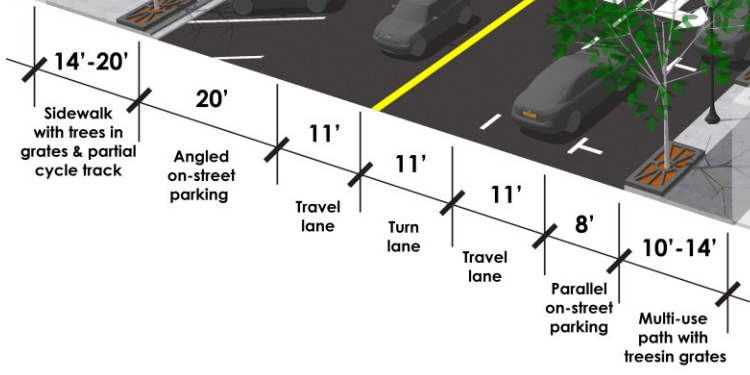 14'-20'
Sidewalk
with trees in
grates & partial
cycle track
20'
Angled
on-street
parking
11'
Travel
lane
11'
Turn
lane
11'
Travel
lane
8'
Parallel
on-street
parking
10'-14'
Multi-use
path with
treesin grates